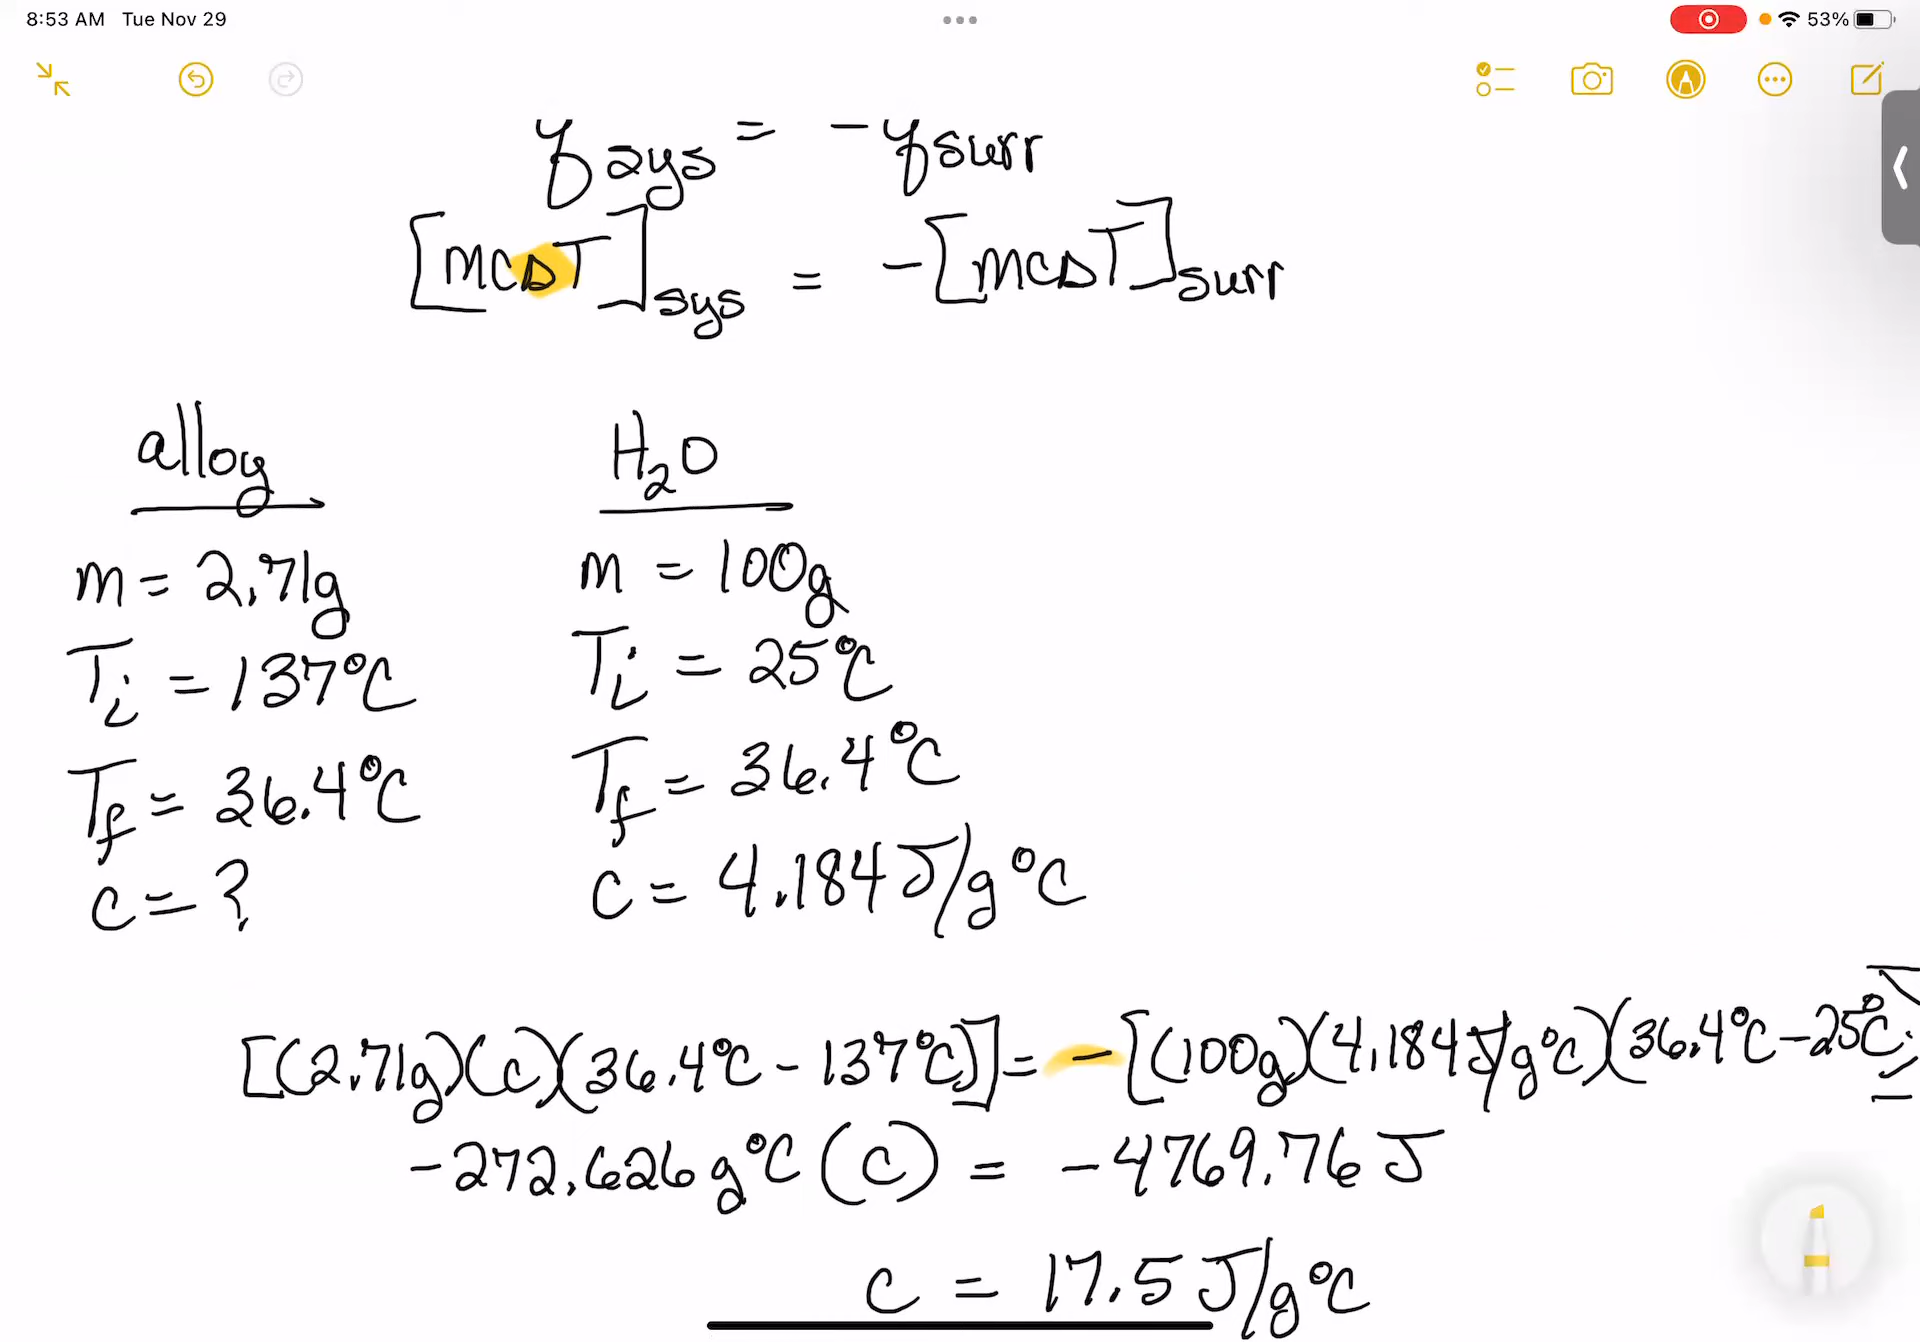 8:53 AM Tue Nov 29
53%
q sys = -q surr
[mcΔT]sys = -[mcΔT]surr
alloy
m = 2.71g
Ti = 137°C
Tf = 36.4°C
c = ?
H₂O
m = 100g
Ti = 25°C
Tf = 36.4°C
c = 4.184 J/g°C
[(2.71g)(c)(36.4°C - 137°C)] = -[(100g)(4.184 J/g°C)(36.4°C - 25°C)]
-272.626 g°C (c) = -4769.76 J
c = 17.5 J/g°C